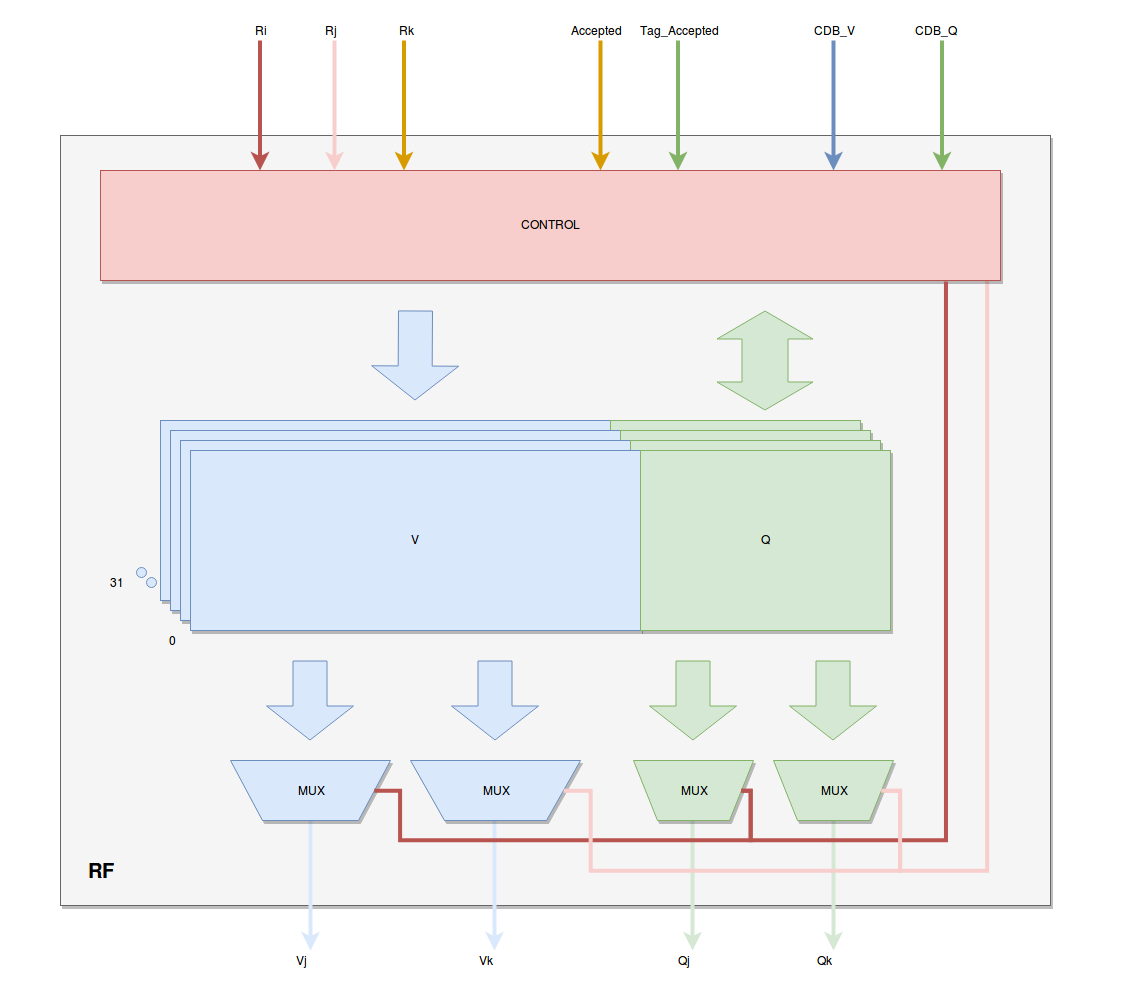 Ri Rj Rk Accepted Tag_Accepted CDB_V CDB_Q
CONTROL
V Q
31
0
MUX MUX MUX MUX
RF
Vj Vk Qj Qk